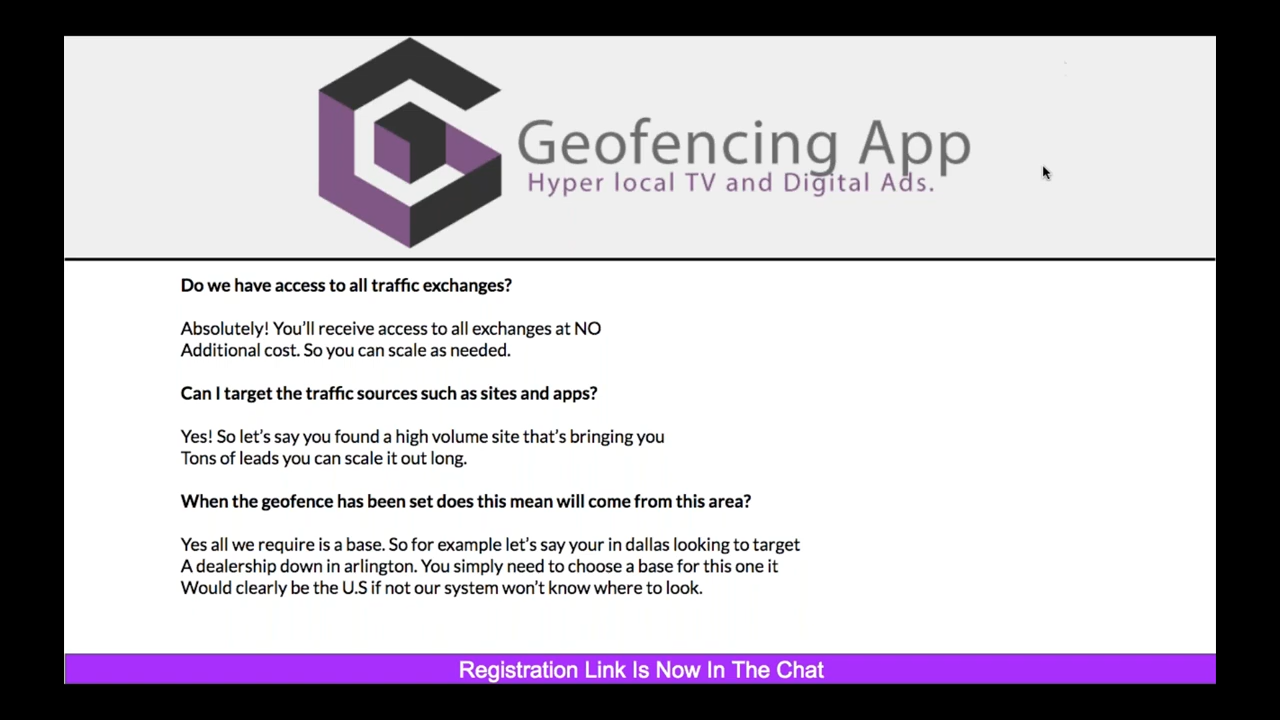 Geofencing App
Hyper local TV and Digital Ads.
Do we have access to all traffic exchanges?
Absolutely! You'll receive access to all exchanges at NO
Additional cost. So you can scale as needed.
Can I target the traffic sources such as sites and apps?
Yes! So let's say you found a high volume site that's bringing you
Tons of leads you can scale it out long.
When the geofence has been set does this mean will come from this area?
Yes all we require is a base. So for example let's say your in dallas looking to target
A dealership down in arlington. You simply need to choose a base for this one it
Would clearly be the U.S if not our system won't know where to look.
Registration Link Is Now In The Chat